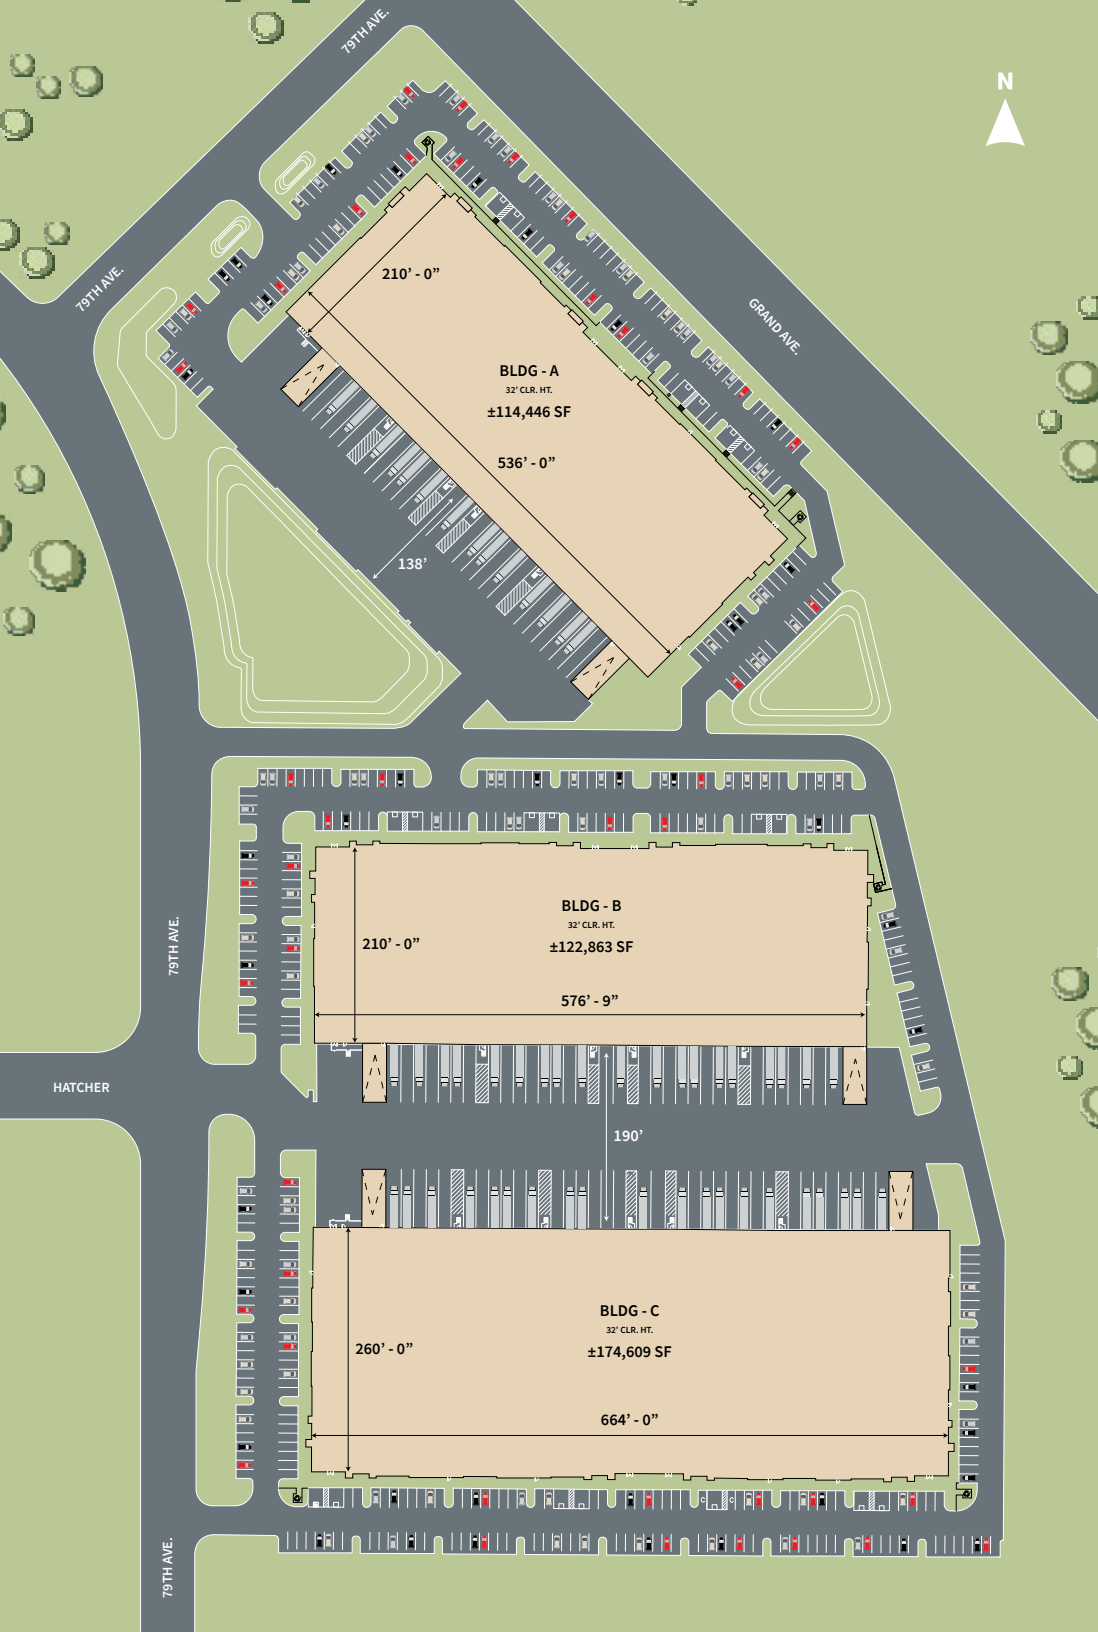 79TH AVE.
N
79TH AVE.
210’ - 0”
GRAND AVE.
BLDG - A
32’ CLR. HT.
±114,446 SF
536’ - 0”
138’
BLDG - B
32’ CLR. HT.
±122,863 SF
210’ - 0”
79TH AVE.
576’ - 9”
HATCHER
190’
BLDG - C
32’ CLR. HT.
±174,609 SF
260’ - 0”
664’ - 0”
C C
79TH AVE.